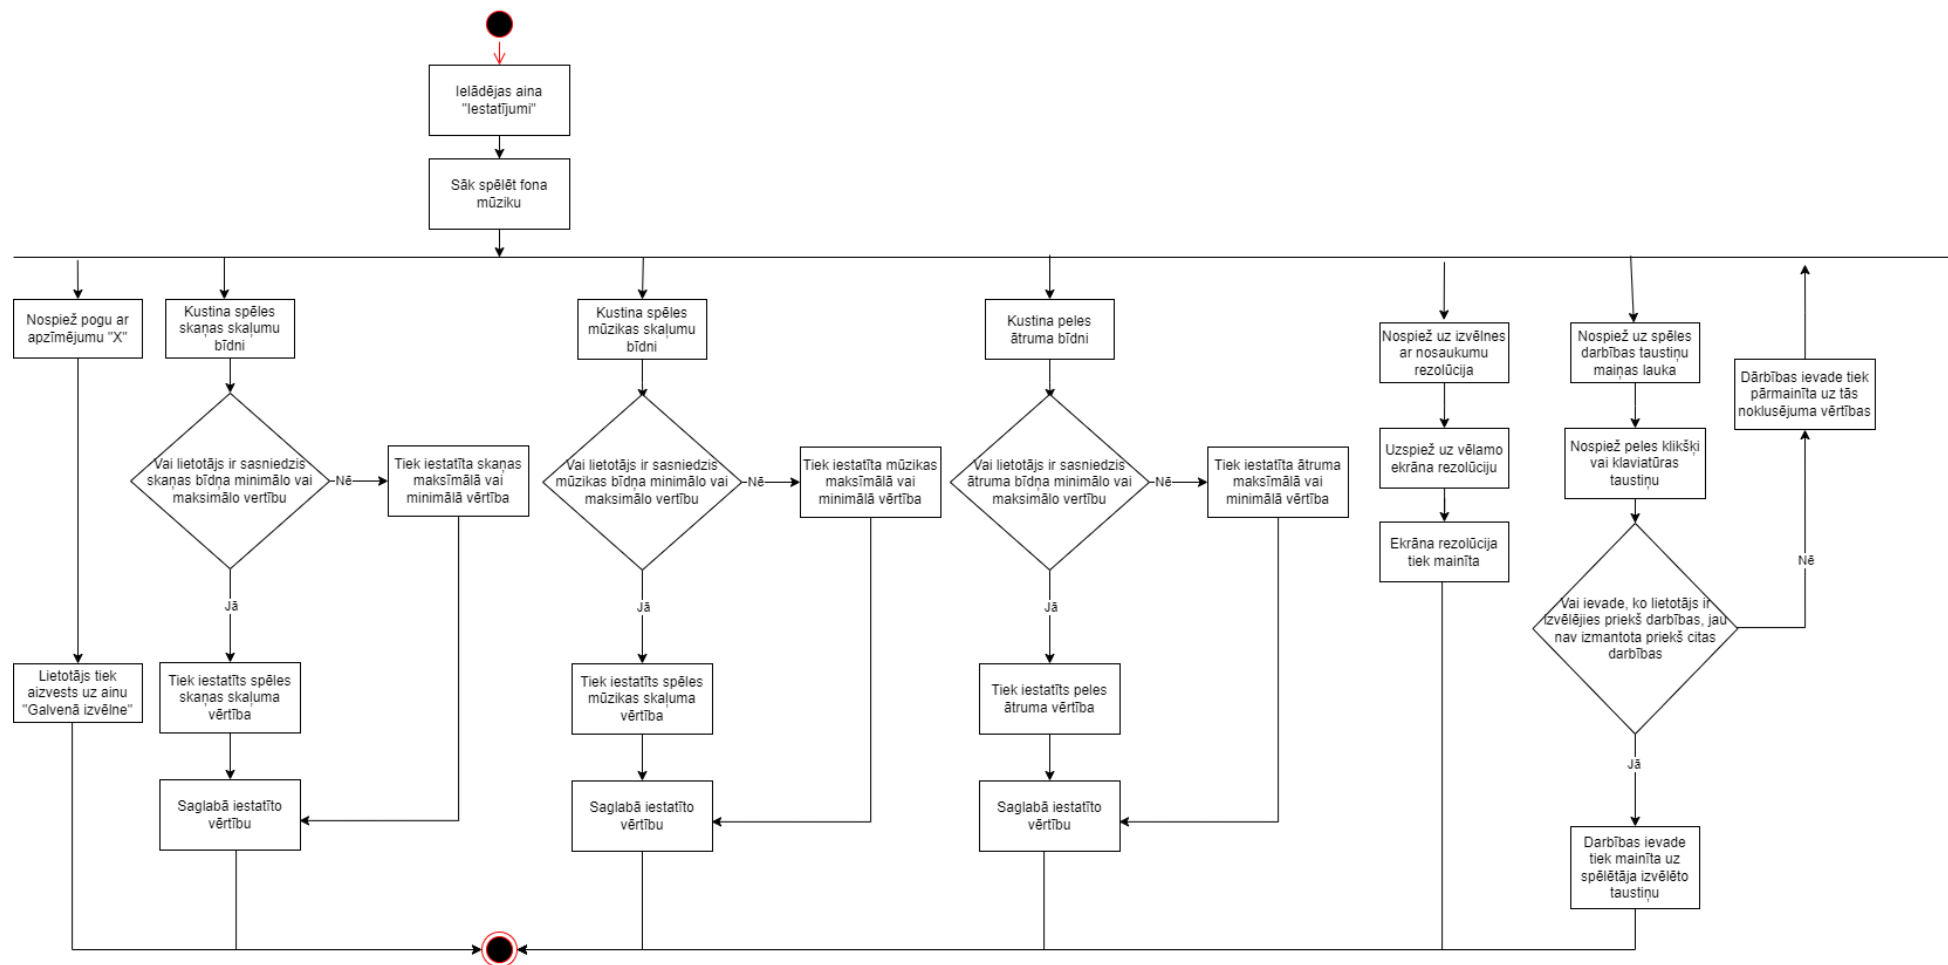 Ielādējas aina
"Iestatījumi"
Sāk spēlēt fona
mūziku
Nospiež pogu ar
apzīmējumu "X"
Lietotājs tiek
aizvests uz ainu
"Galvenā izvēlne"
Kustina spēles
skaņas skaļumu
bīdni
Vai lietotājs ir sasniedzis
skaņas bīdņa minimālo vai
maksimālo vertību
Nē
Tiek iestatīta skaņas
maksīmālā vai
minimālā vērtība
Jā
Tiek iestatīts spēles
skaņas skaļuma
vērtība
Saglabā iestatīto
vērtību
Kustina spēles
mūzikas skaļumu
bīdni
Vai lietotājs ir sasniedzis
mūzikas bīdņa minimālo vai
maksimālo vertību
Nē
Tiek iestatīta mūzikas
maksīmālā vai
minimālā vērtība
Jā
Tiek iestatīts spēles
mūzikas skaļuma
vērtība
Saglabā iestatīto
vērtību
Kustina peles
ātruma bīdni
Vai lietotājs ir sasniedzis
ātruma bīdņa minimālo vai
maksimālo vertību
Nē
Tiek iestatīta ātruma
maksīmālā vai
minimālā vērtība
Jā
Tiek iestatīts peles
ātruma vērtība
Saglabā iestatīto
vērtību
Nospiež uz izvēlnes
ar nosaukumu
rezolūcija
Uzspiež uz vēlamo
ekrāna rezolūciju
Ekrāna rezolūcija
tiek mainīta
Nospiež uz spēles
darbības taustiņu
maiņas lauka
Nospiež peles klikšķi
vai klaviatūras
taustiņu
Vai ievade, ko lietotājs ir
izvēlējies priekš darbības, jau
nav izmantota priekš citas
darbības
Nē
Dārbības ievade tiek
pārmainīta uz tās
noklusējuma vērtības
Jā
Darbības ievade
tiek mainīta uz
spēlētāja izvēlēto
taustiņu